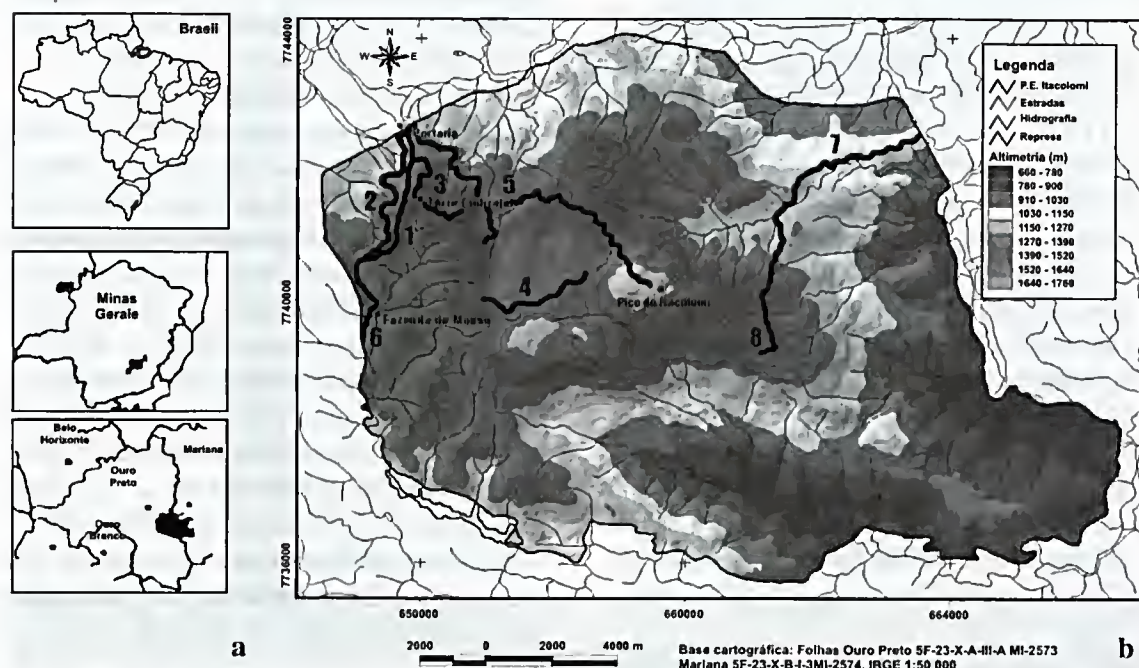 Brasil
Minas
Gerais
Belo
Horizonte
Mariana
Ouro
Preto
Ouro
Branco
a
7744000
7740000
7736000
N
W
E
S
Portaria
1
2
3
4
5
6
7
8
Pico do Itacolomi
Legenda
P.E. Itacolomi
Estradas
Hidrografia
Represa
Altimetria (m)
660 - 780
780 - 900
910 - 1030
1030 - 1150
1150 - 1270
1270 - 1390
1390 - 1520
1520 - 1640
1640 - 1760
650000
660000
664000
2000 0 2000 4000 m
b
Base cartográfica: Folhas Ouro Preto SF-23-X-A-III-A MI-2573
Mariana SF-23-X-B-I-3MI-2574, IBGE 1:50 000